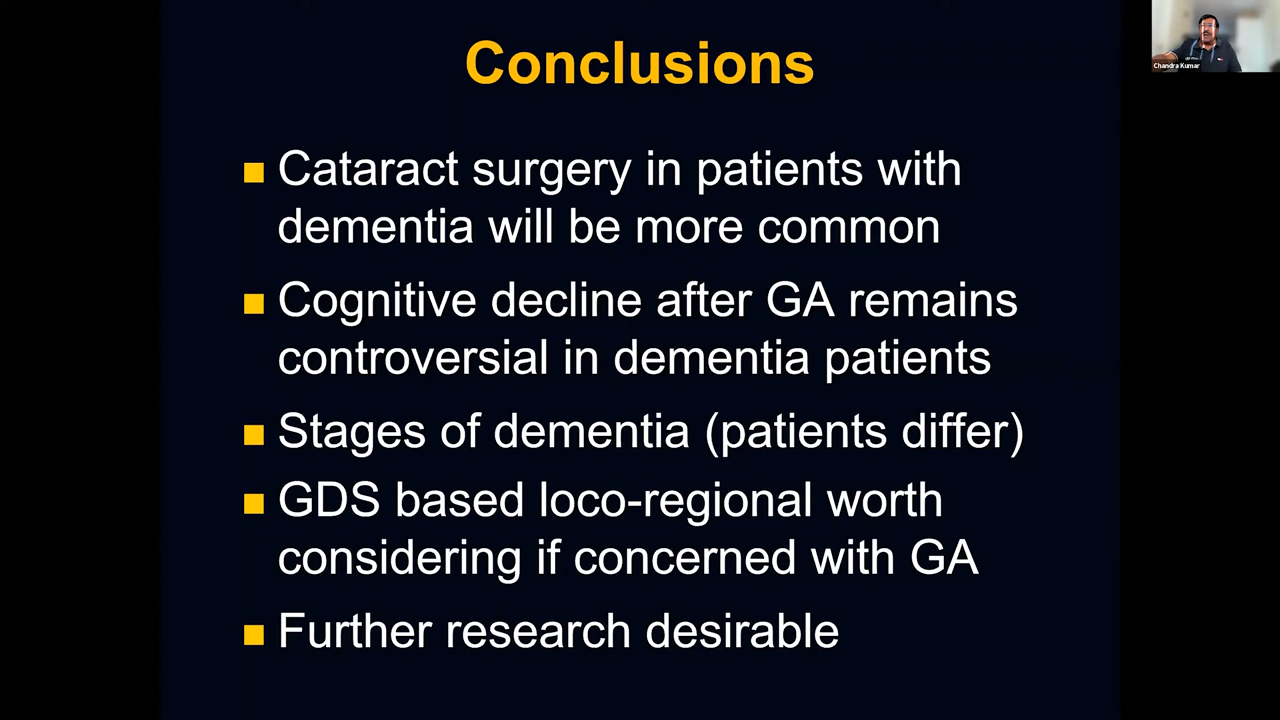 Conclusions
Chandra Kumar
Cataract surgery in patients with
dementia will be more common
Cognitive decline after GA remains
controversial in dementia patients
Stages of dementia (patients differ)
GDS based loco-regional worth
considering if concerned with GA
Further research desirable